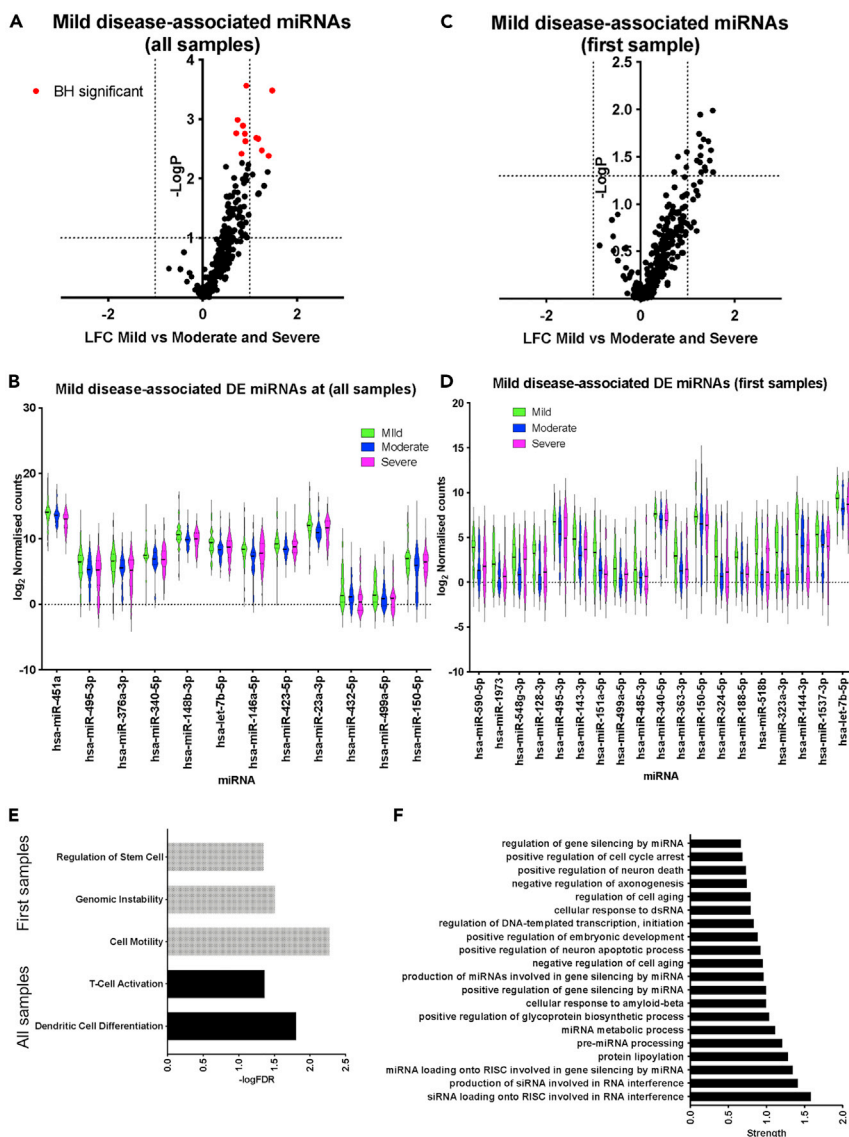 A
Mild disease-associated miRNAs
(all samples)
BH significant
-LogP
4
3
2
1
0
-2
0
2
LFC Mild vs Moderate and Severe
C
Mild disease-associated miRNAs
(first sample)
-LogP
2.5
2.0
1.5
1.0
0.5
0.0
-2
0
2
LFC Mild vs Moderate and Severe
B
Mild disease-associated DE miRNAs at (all samples)
MIld
Moderate
Severe
log2 Normalised counts
30
20
10
0
-10
hsa-miR-451a
hsa-miR-495-3p
hsa-miR-376a-3p
hsa-miR-340-5p
hsa-miR-148b-3p
hsa-let-7b-5p
hsa-miR-146a-5p
hsa-miR-423-5p
hsa-miR-23a-3p
hsa-miR-432-5p
hsa-miR-499a-5p
hsa-miR-150-5p
miRNA
D
Mild disease-associated DE miRNAs (first samples)
Mild
Moderate
Severe
log2 Normalised counts
20
15
10
5
0
-5
-10
hsa-miR-590-5p
hsa-miR-1973
hsa-miR-548g-3p
hsa-miR-128-3p
hsa-miR-495-3p
hsa-miR-143-3p
hsa-miR-151a-5p
hsa-miR-499a-5p
hsa-miR-485-3p
hsa-miR-340-5p
hsa-miR-363-3p
hsa-miR-150-5p
hsa-miR-324-5p
hsa-miR-188-5p
hsa-miR-518b
hsa-miR-323a-3p
hsa-miR-144-3p
hsa-miR-1537-3p
hsa-let-7b-5p
miRNA
E
First samples
Regulation of Stem Cell
Genomic Instability
Cell Motility
All samples
T-Cell Activation
Dendritic Cell Differentiation
0.0
0.5
1.0
1.5
2.0
2.5
-logFDR
F
regulation of gene silencing by miRNA
positive regulation of cell cycle arrest
positive regulation of neuron death
negative regulation of axonogenesis
regulation of cell aging
cellular response to dsRNA
regulation of DNA-templated transcription, initiation
positive regulation of embryonic development
positive regulation of neuron apoptotic process
negative regulation of cell aging
production of miRNAs involved in gene silencing by miRNA
positive regulation of gene silencing by miRNA
cellular response to amyloid-beta
positive regulation of glycoprotein biosynthetic process
miRNA metabolic process
pre-miRNA processing
protein lipoylation
miRNA loading onto RISC involved in gene silencing by miRNA
production of siRNA involved in RNA interference
siRNA loading onto RISC involved in RNA interference
0.0
0.5
1.0
1.5
2.0
Strength